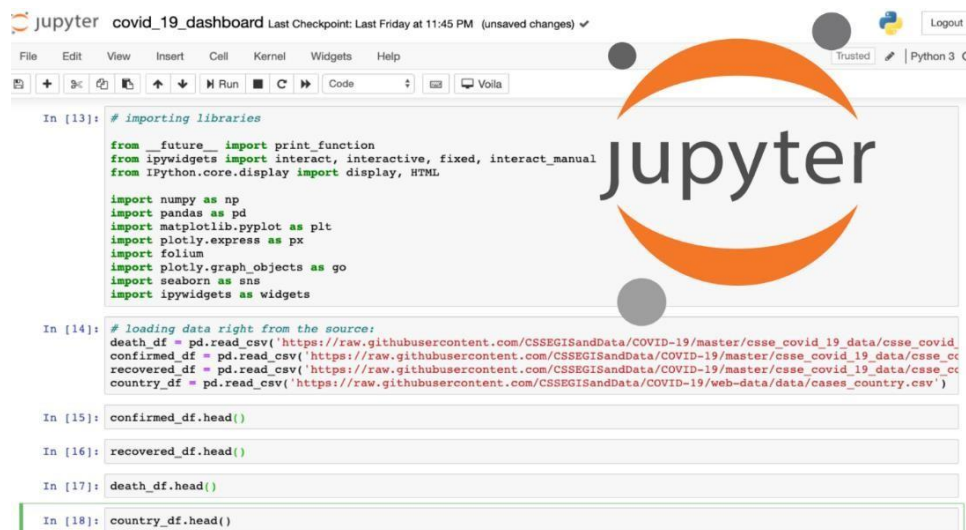 jupyter covid_19_dashboard Last Checkpoint: Last Friday at 11:45 PM (unsaved changes)
Logout
File Edit View Insert Cell Kernel Widgets Help
Trusted Python 3
Run Code Voila
jupyter
In [13]: # importing libraries
from __future__ import print_function
from ipywidgets import interact, interactive, fixed, interact_manual
from IPython.core.display import display, HTML
import numpy as np
import pandas as pd
import matplotlib.pyplot as plt
import plotly.express as px
import folium
import plotly.graph_objects as go
import seaborn as sns
import ipywidgets as widgets
In [14]: # loading data right from the source:
death_df = pd.read_csv('https://raw.githubusercontent.com/CSSEGISandData/COVID-19/master/csse_covid_19_data/csse_covid_
confirmed_df = pd.read_csv('https://raw.githubusercontent.com/CSSEGISandData/COVID-19/master/csse_covid_19_data/csse_co
recovered_df = pd.read_csv('https://raw.githubusercontent.com/CSSEGISandData/COVID-19/master/csse_covid_19_data/csse_co
country_df = pd.read_csv('https://raw.githubusercontent.com/CSSEGISandData/COVID-19/web-data/data/cases_country.csv')
In [15]: confirmed_df.head()
In [16]: recovered_df.head()
In [17]: death_df.head()
In [18]: country_df.head()